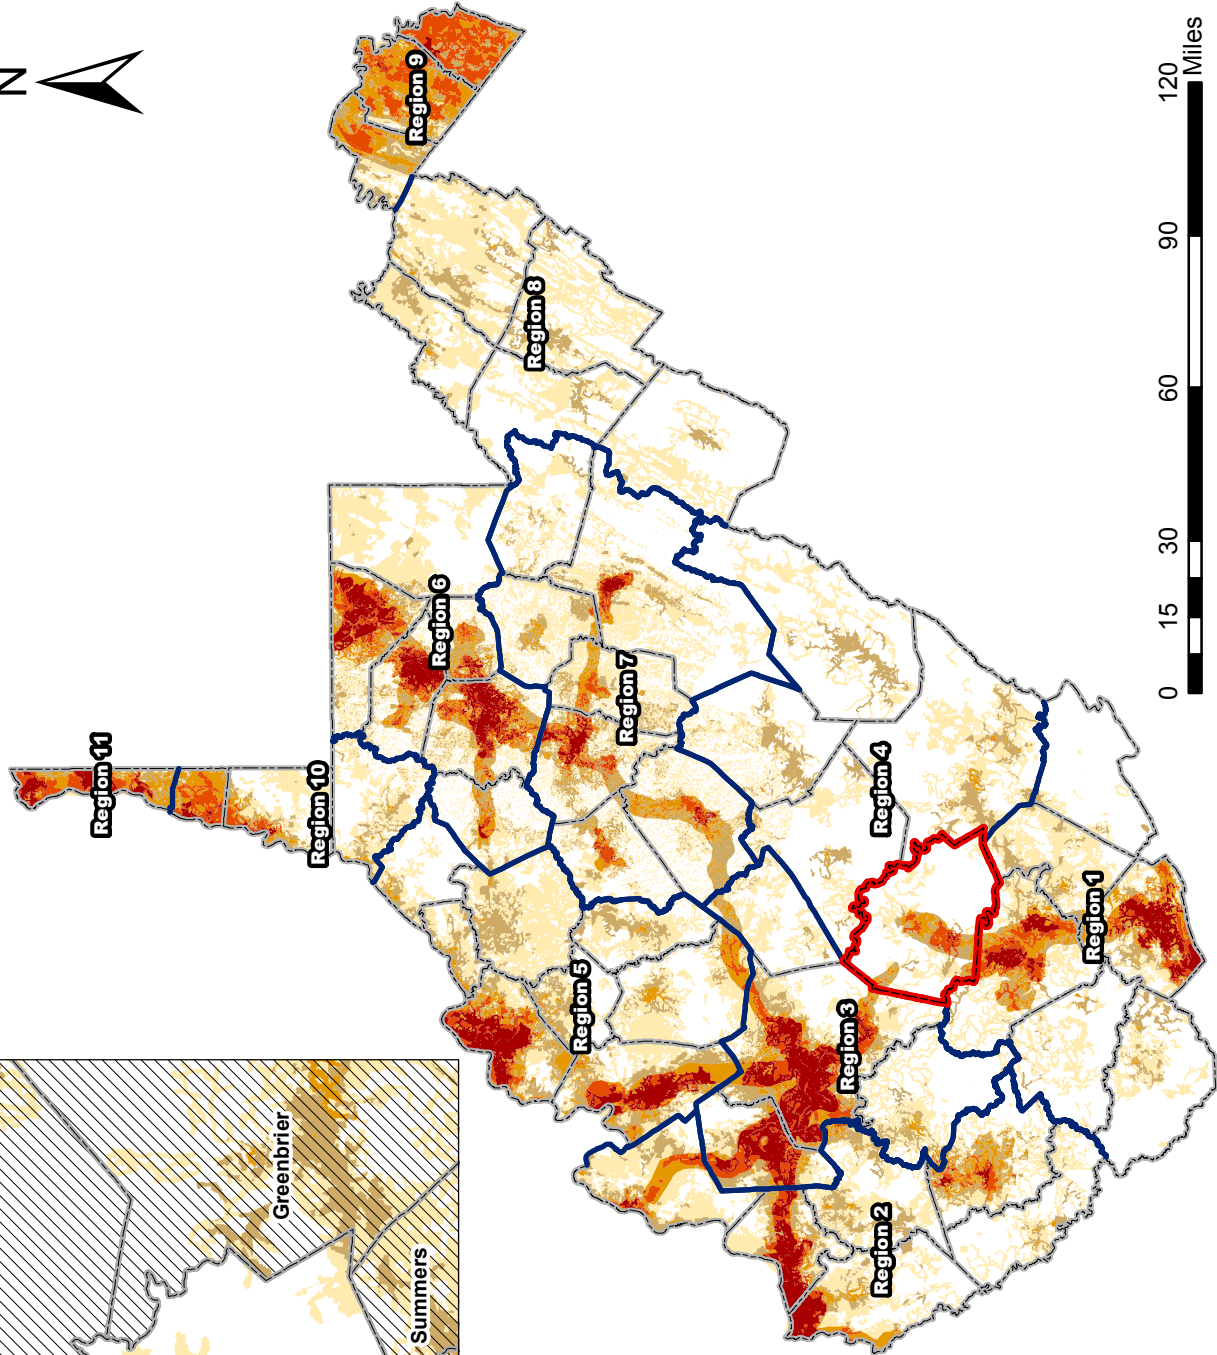 N
Region 11
Region 10
Region 9
Region 8
Region 7
Region 6
Region 5
Region 4
Region 3
Region 2
Region 1
Greenbrier
Summers
0 15 30 60 90 120
Miles